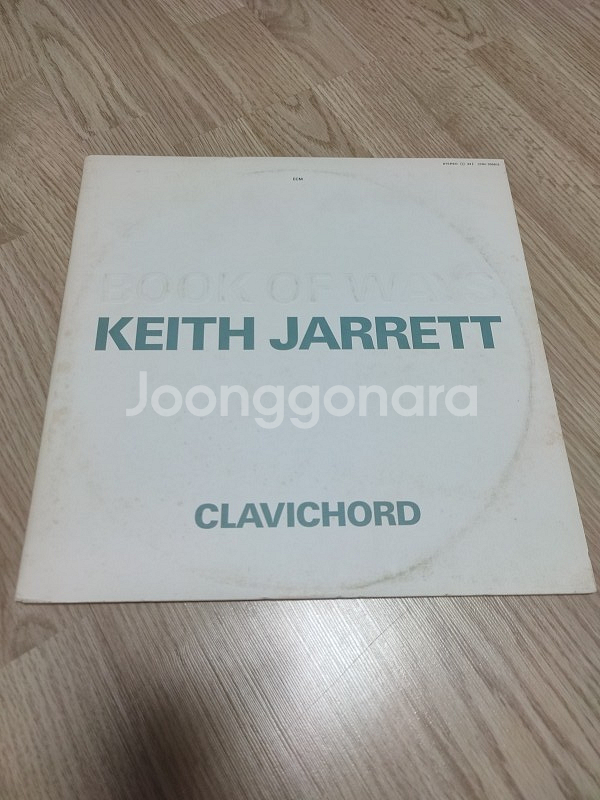 ECM
BOOK OF WAYS
KEITH JARRETT
Joonggonara
CLAVICHORD